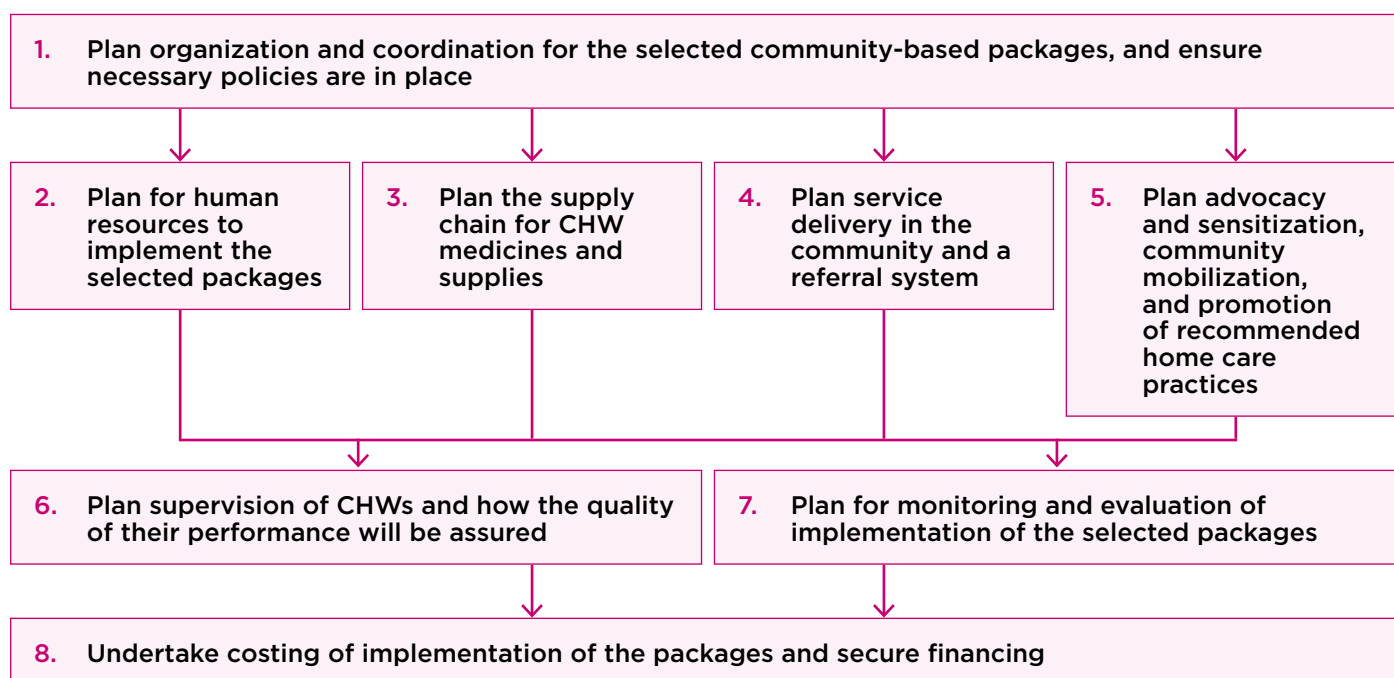 1. Plan organization and coordination for the selected community-based packages, and ensure
necessary policies are in place
2. Plan for human
resources to
implement the
selected packages
3. Plan the supply
chain for CHW
medicines and
supplies
4. Plan service
delivery in the
community and a
referral system
5. Plan advocacy
and sensitization,
community
mobilization,
and promotion
of recommended
home care
practices
6. Plan supervision of CHWs and how the quality
of their performance will be assured
7. Plan for monitoring and evaluation of
implementation of the selected packages
8. Undertake costing of implementation of the packages and secure financing